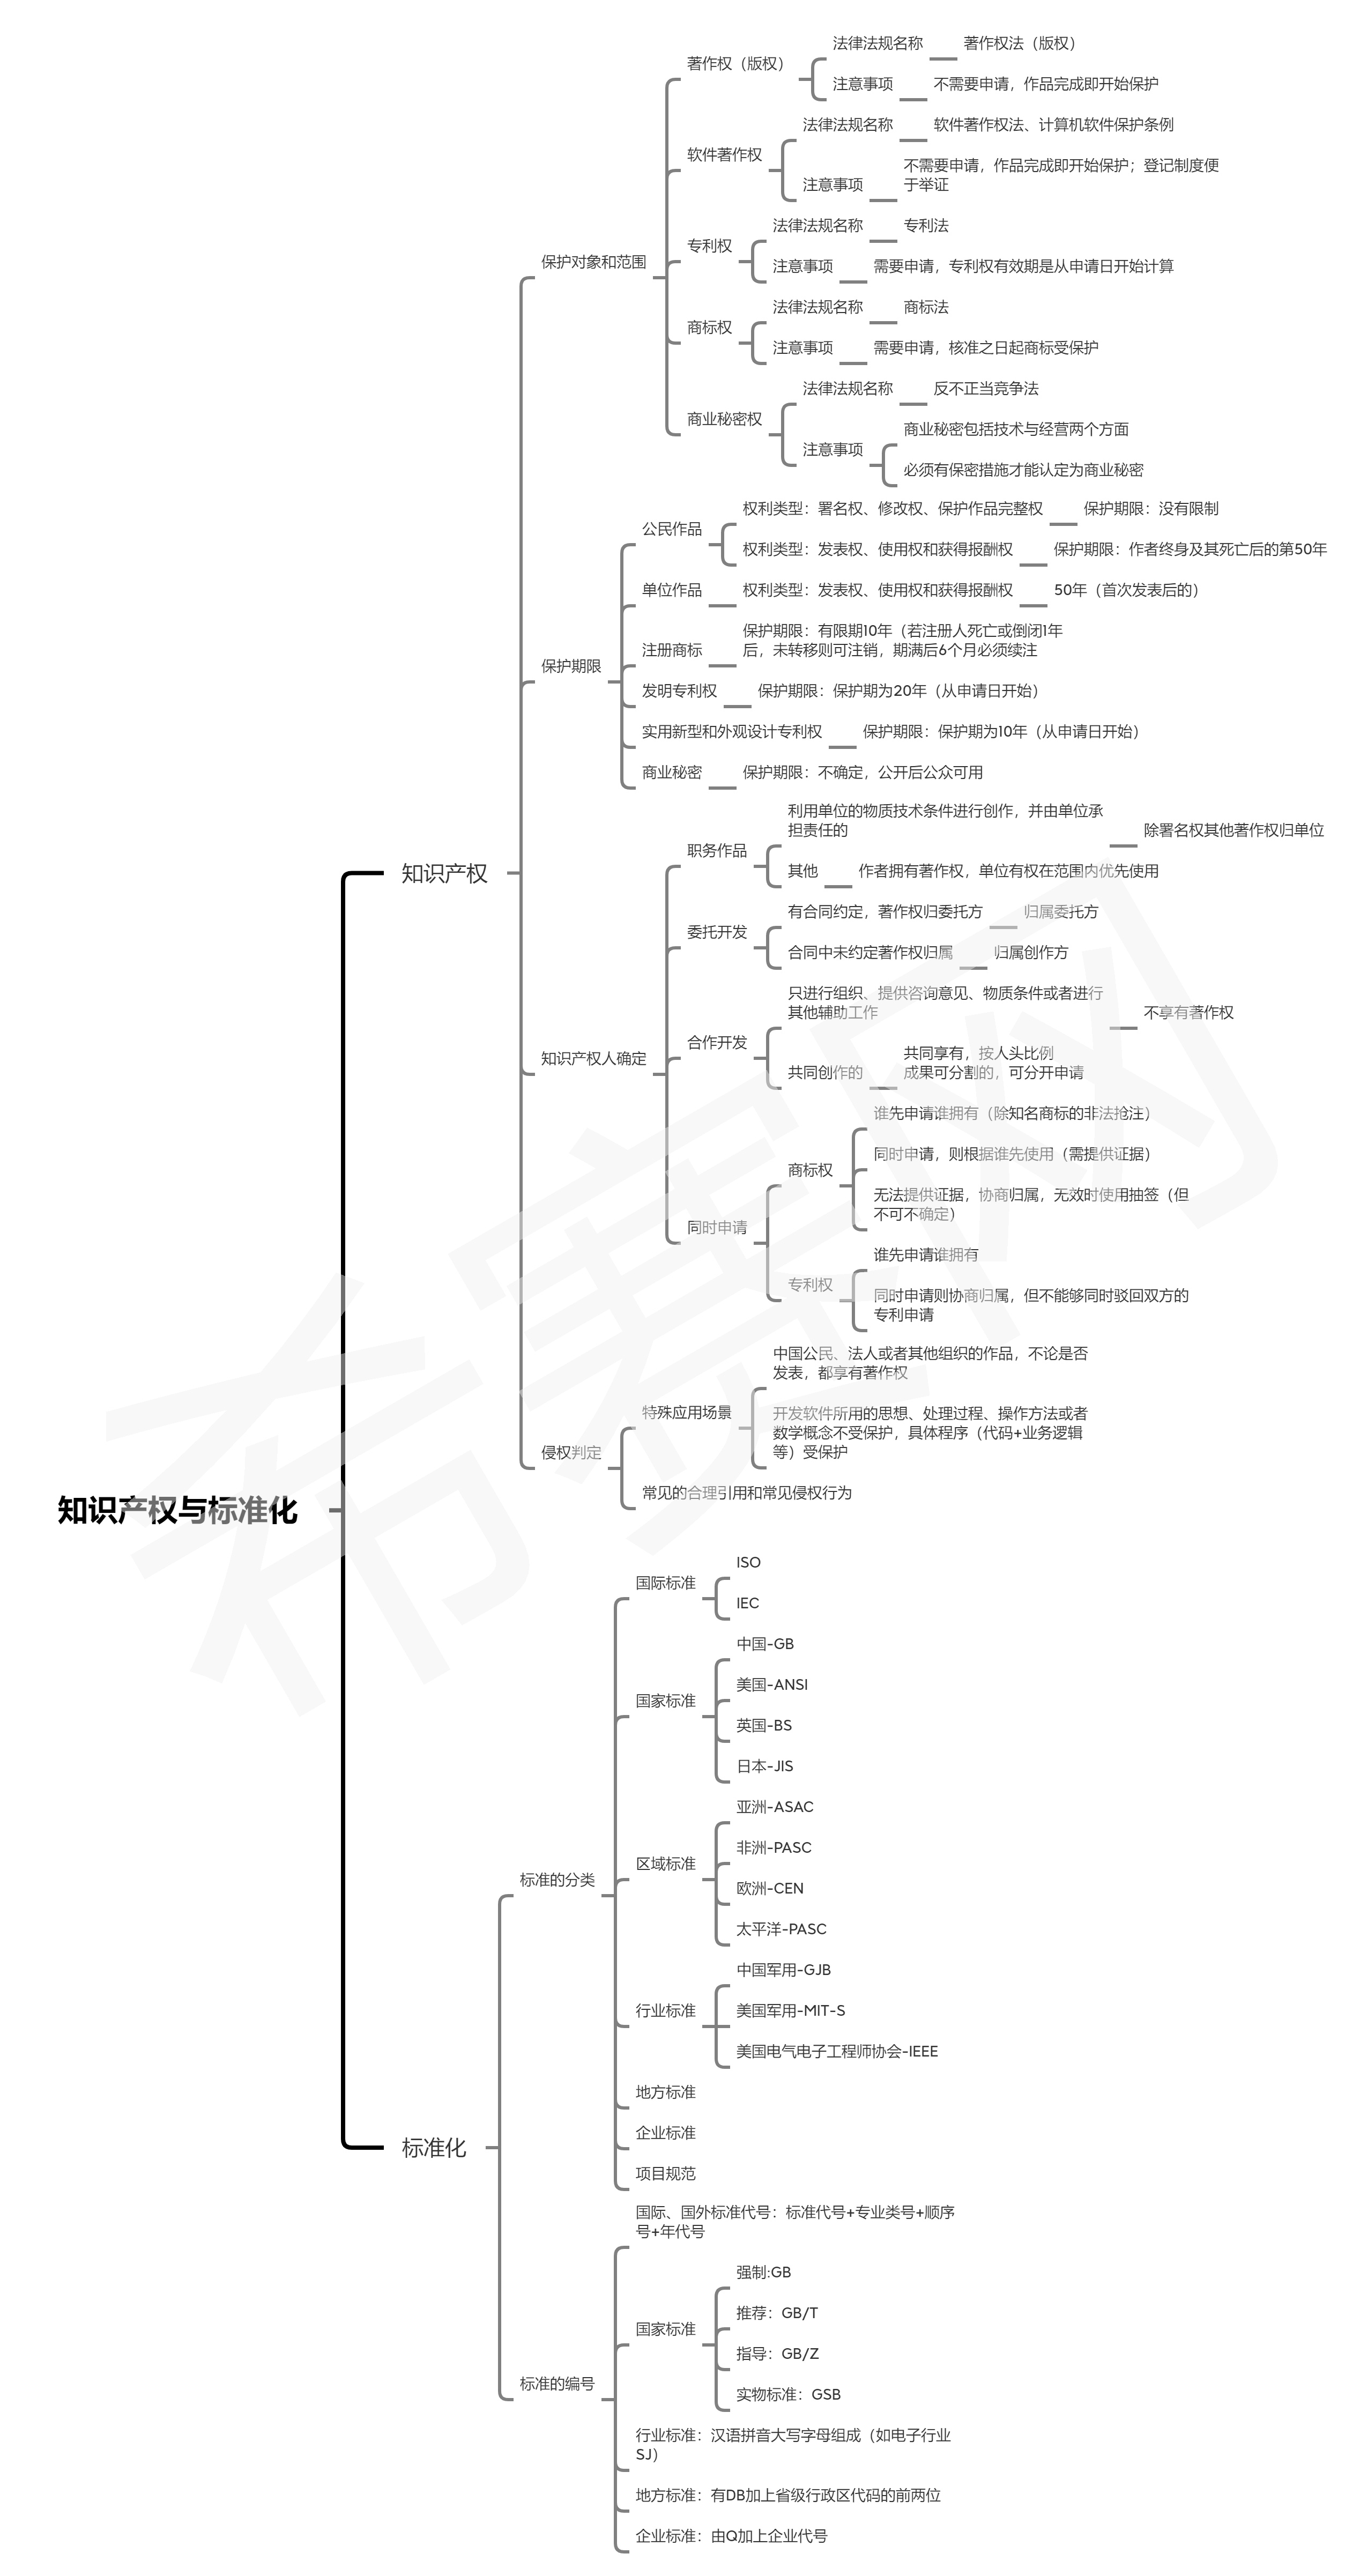 知识产权与标准化
知识产权
保护对象和范围
著作权（版权）
法律法规名称
著作权法（版权）
注意事项
不需要申请，作品完成即开始保护
软件著作权
法律法规名称
软件著作权法、计算机软件保护条例
注意事项
不需要申请，作品完成即开始保护；登记制度便
于举证
专利权
法律法规名称
专利法
注意事项
需要申请，专利权有效期是从申请日开始计算
商标权
法律法规名称
商标法
注意事项
需要申请，核准之日起商标受保护
商业秘密权
法律法规名称
反不正当竞争法
注意事项
商业秘密包括技术与经营两个方面
必须有保密措施才能认定为商业秘密
保护期限
公民作品
权利类型：署名权、修改权、保护作品完整权
保护期限：没有限制
权利类型：发表权、使用权和获得报酬权
保护期限：作者终身及其死亡后的第50年
单位作品
权利类型：发表权、使用权和获得报酬权
50年（首次发表后的）
注册商标
保护期限：有限期10年（若注册人死亡或倒闭1年
后，未转移则可注销，期满后6个月必须续注
发明专利权
保护期限：保护期为20年（从申请日开始）
实用新型和外观设计专利权
保护期限：保护期为10年（从申请日开始）
商业秘密
保护期限：不确定，公开后公众可用
知识产权人确定
职务作品
利用单位的物质技术条件进行创作，并由单位承
担责任的
除署名权其他著作权归单位
其他
作者拥有著作权，单位有权在范围内优先使用
委托开发
有合同约定，著作权归委托方
归属委托方
合同中未约定著作权归属
归属创作方
合作开发
只进行组织、提供咨询意见、物质条件或者进行
其他辅助工作
不享有著作权
共同创作的
共同享有，按人头比例
成果可分割的，可分开申请
同时申请
商标权
谁先申请谁拥有（除知名商标的非法抢注）
同时申请，则根据谁先使用（需提供证据）
无法提供证据，协商归属，无效时使用抽签（但
不可不确定）
专利权
谁先申请谁拥有
同时申请则协商归属，但不能够同时驳回双方的
专利申请
侵权判定
特殊应用场景
中国公民、法人或者其他组织的作品，不论是否
发表，都享有著作权
开发软件所用的思想、处理过程、操作方法或者
数学概念不受保护，具体程序（代码+业务逻辑
等）受保护
常见的合理引用和常见侵权行为
标准化
标准的分类
国际标准
ISO
IEC
国家标准
中国-GB
美国-ANSI
英国-BS
日本-JIS
区域标准
亚洲-ASAC
非洲-PASC
欧洲-CEN
太平洋-PASC
行业标准
中国军用-GJB
美国军用-MIT-S
美国电气电子工程师协会-IEEE
地方标准
企业标准
项目规范
标准的编号
国际、国外标准代号：标准代号+专业类号+顺序
号+年代号
国家标准
强制:GB
推荐：GB/T
指导：GB/Z
实物标准：GSB
行业标准：汉语拼音大写字母组成（如电子行业
SJ）
地方标准：有DB加上省级行政区代码的前两位
企业标准：由Q加上企业代号
希赛网